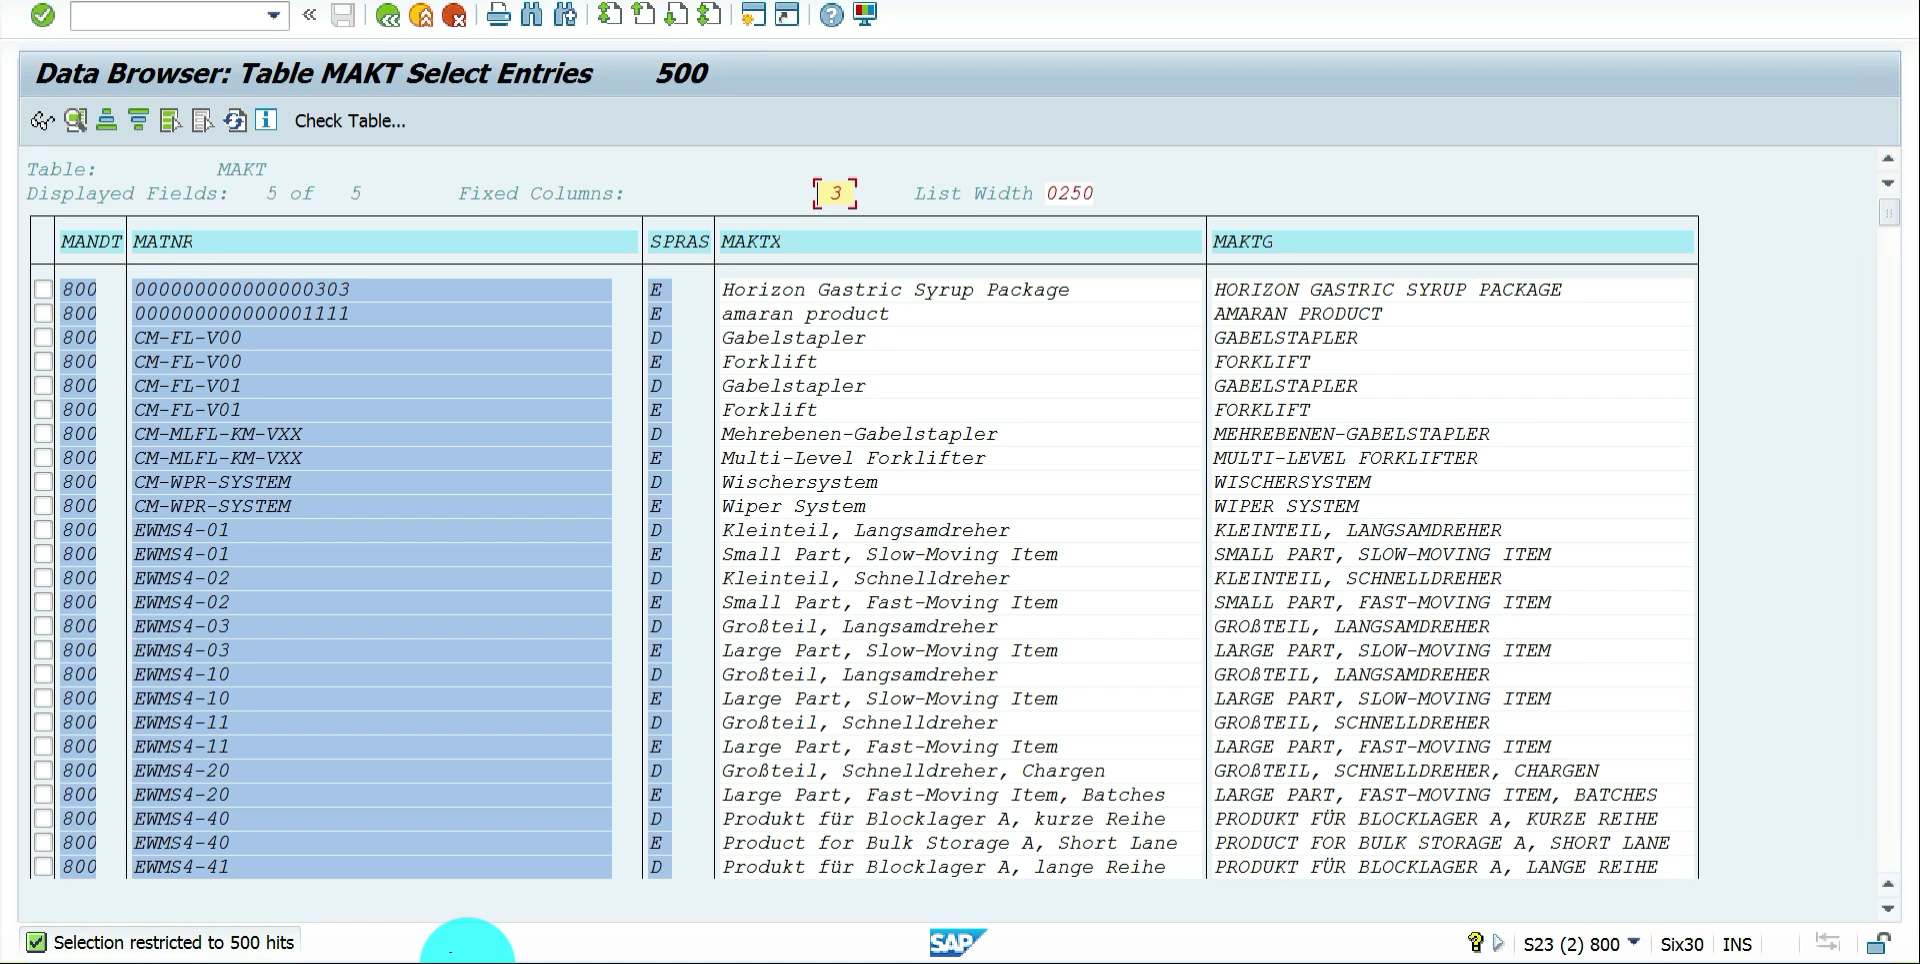 Data Browser: Table MAKT Select Entries 500
Check Table...
Table: MAKT
Displayed Fields: 5 of 5 Fixed Columns: 3 List Width 0250
MANDT MATNR SPRAS MAKTX MAKTG
800 000000000000000303 E Horizon Gastric Syrup Package HORIZON GASTRIC SYRUP PACKAGE
800 000000000000001111 E amaran product AMARAN PRODUCT
800 CM-FL-V00 D Gabelstapler GABELSTAPLER
800 CM-FL-V00 E Forklift FORKLIFT
800 CM-FL-V01 D Gabelstapler GABELSTAPLER
800 CM-FL-V01 E Forklift FORKLIFT
800 CM-MLFL-KM-VXX D Mehrebenen-Gabelstapler MEHREBENEN-GABELSTAPLER
800 CM-MLFL-KM-VXX E Multi-Level Forklifter MULTI-LEVEL FORKLIFTER
800 CM-WPR-SYSTEM D Wischersystem WISCHERSYSTEM
800 CM-WPR-SYSTEM E Wiper System WIPER SYSTEM
800 EWMS4-01 D Kleinteil, Langsamdreher KLEINTEIL, LANGSAMDREHER
800 EWMS4-01 E Small Part, Slow-Moving Item SMALL PART, SLOW-MOVING ITEM
800 EWMS4-02 D Kleinteil, Schnelldreher KLEINTEIL, SCHNELLDREHER
800 EWMS4-02 E Small Part, Fast-Moving Item SMALL PART, FAST-MOVING ITEM
800 EWMS4-03 D Großteil, Langsamdreher GROßTEIL, LANGSAMDREHER
800 EWMS4-03 E Large Part, Slow-Moving Item LARGE PART, SLOW-MOVING ITEM
800 EWMS4-10 D Großteil, Langsamdreher GROßTEIL, LANGSAMDREHER
800 EWMS4-10 E Large Part, Slow-Moving Item LARGE PART, SLOW-MOVING ITEM
800 EWMS4-11 D Großteil, Schnelldreher GROßTEIL, SCHNELLDREHER
800 EWMS4-11 E Large Part, Fast-Moving Item LARGE PART, FAST-MOVING ITEM
800 EWMS4-20 D Großteil, Schnelldreher, Chargen GROßTEIL, SCHNELLDREHER, CHARGEN
800 EWMS4-20 E Large Part, Fast-Moving Item, Batches LARGE PART, FAST-MOVING ITEM, BATCHES
800 EWMS4-40 D Produkt für Blocklager A, kurze Reihe PRODUKT FÜR BLOCKLAGER A, KURZE REIHE
800 EWMS4-40 E Product for Bulk Storage A, Short Lane PRODUCT FOR BULK STORAGE A, SHORT LANE
800 EWMS4-41 D Produkt für Blocklager A, lange Reihe PRODUKT FÜR BLOCKLAGER A, LANGE REIHE
Selection restricted to 500 hits SAP S23 (2) 800 Six30 INS